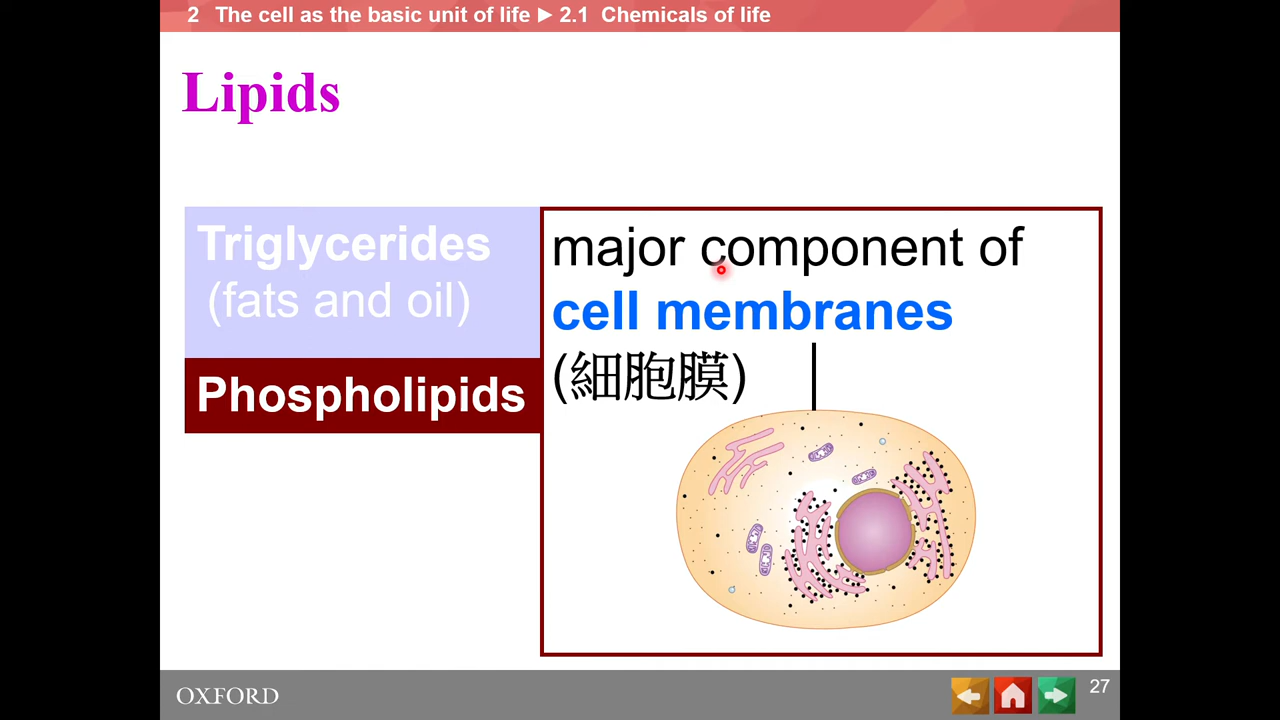 2 The cell as the basic unit of life ► 2.1 Chemicals of life
Lipids
Triglycerides
(fats and oil)
Phospholipids
major component of
cell membranes
(細胞膜)
OXFORD
27